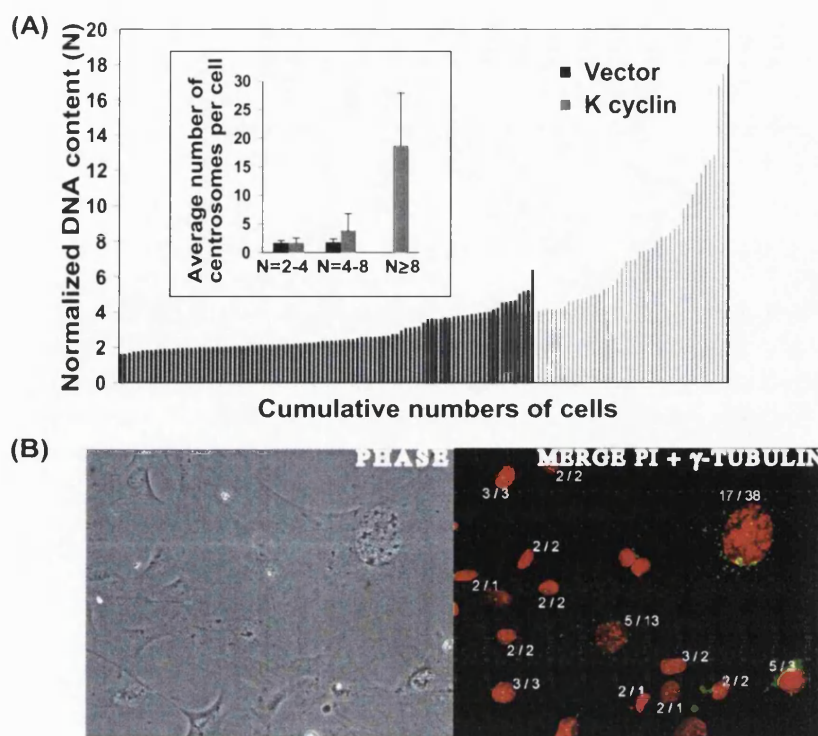 (A)
20
18
16
14
12
10
8
6
4
2
0
Normalized DNA content (N)
Average number of
centrosomes per cell
30
25
20
15
10
5
0
N=2-4 N=4-8 N≥8
Vector
K cyclin
Cumulative numbers of cells
(B)
PHASE
MERGE PI + γ-TUBULIN
3 / 3
2 / 2
17 / 38
2 / 2
2 / 1
2 / 2
5 / 13
2 / 2
3 / 2
5 / 3
3 / 3
2 / 1
2 / 1
2 / 2